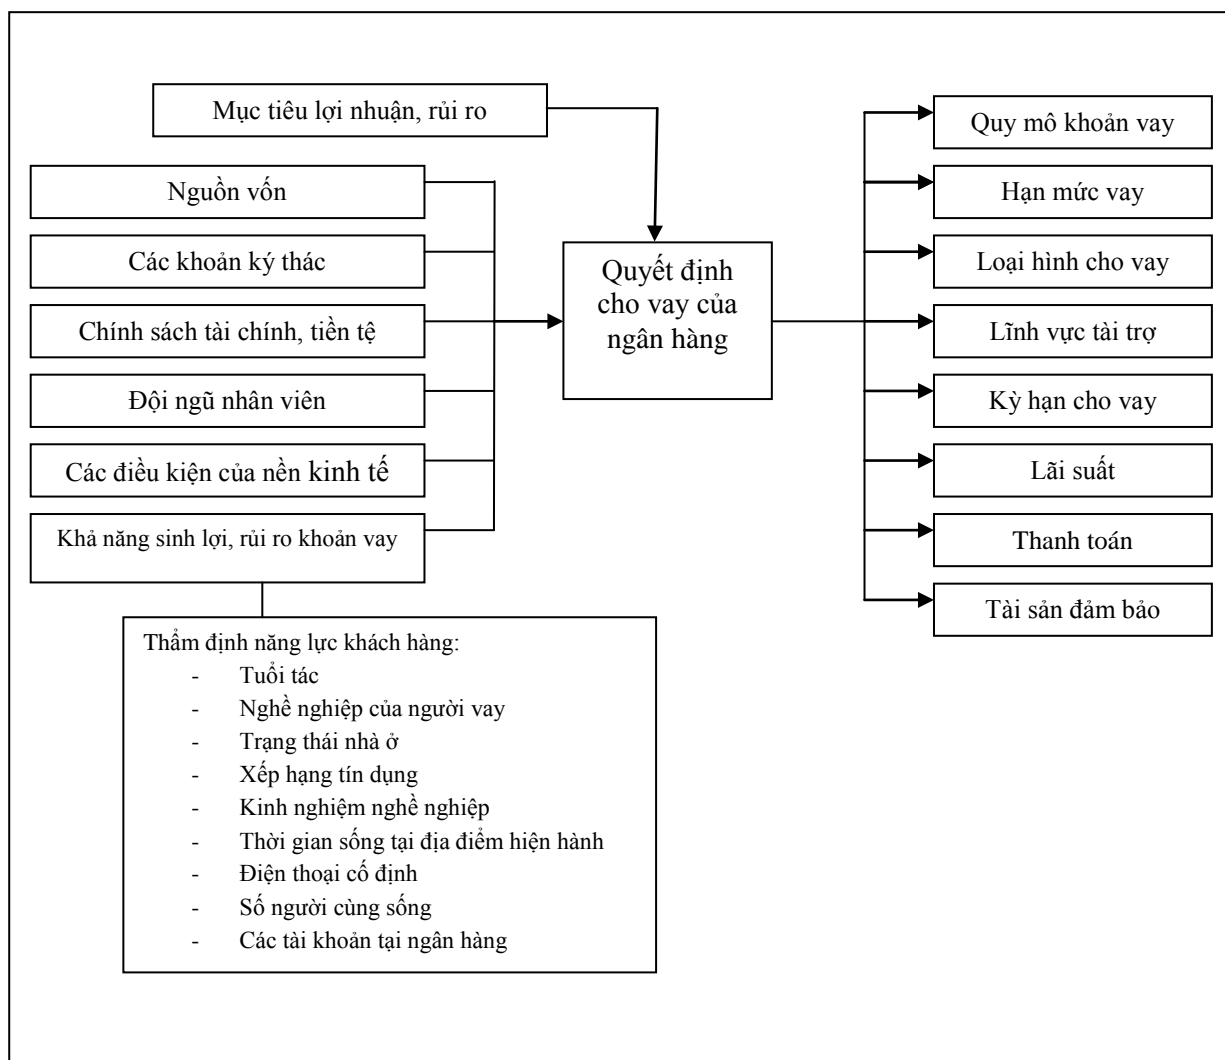 Mục tiêu lợi nhuận, rủi ro
Nguồn vốn
Các khoản ký thác
Chính sách tài chính, tiền tệ
Đội ngũ nhân viên
Các điều kiện của nền kinh tế
Khả năng sinh lợi, rủi ro khoản vay
Thẩm định năng lực khách hàng:
- Tuổi tác
- Nghề nghiệp của người vay
- Trạng thái nhà ở
- Xếp hạng tín dụng
- Kinh nghiệm nghề nghiệp
- Thời gian sống tại địa điểm hiện hành
- Điện thoại cố định
- Số người cùng sống
- Các tài khoản tại ngân hàng
Quyết định
cho vay của
ngân hàng
Quy mô khoản vay
Hạn mức vay
Loại hình cho vay
Lĩnh vực tài trợ
Kỳ hạn cho vay
Lãi suất
Thanh toán
Tài sản đảm bảo